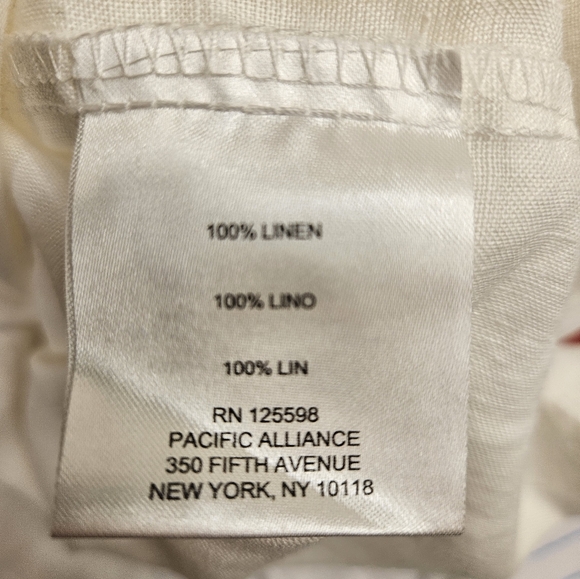 100% LINEN
100% LINO
100% LIN
RN 125598
PACIFIC ALLIANCE
350 FIFTH AVENUE
NEW YORK, NY 10118